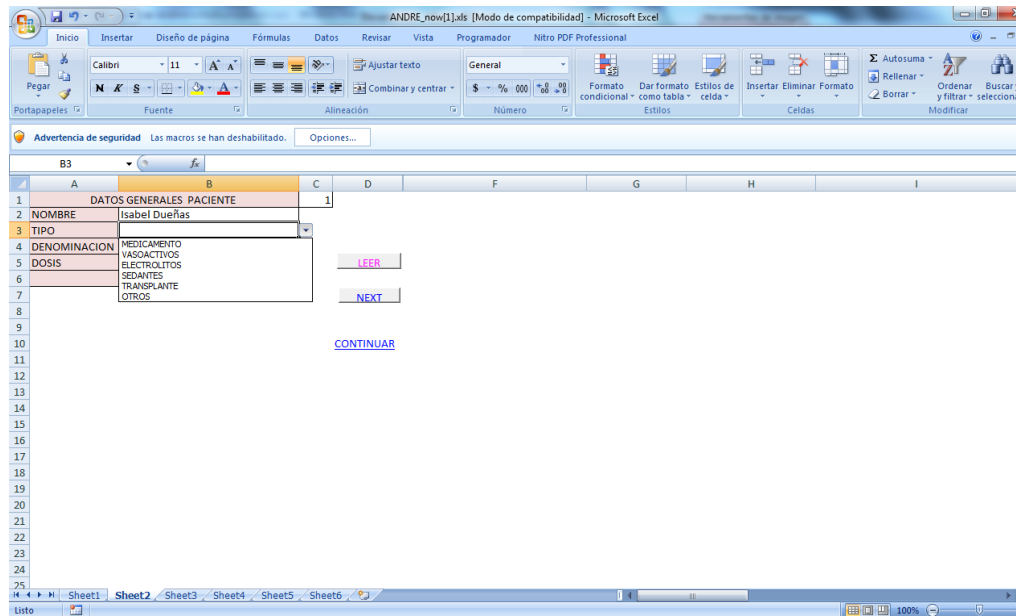 ANDRE_now[1].xls [Modo de compatibilidad] - Microsoft Excel
Inicio Insertar Diseño de página Fórmulas Datos Revisar Vista Programador Nitro PDF Professional
Pegar
Calibri 11 A A Ajustar texto General Formato condicional Dar formato como tabla Estilos de celda Insertar Eliminar Formato Σ Autosuma Rellenar Borrar Ordenar y filtrar Buscar
N K S A Combinar y centrar $ % 000
Portapapeles Fuente Alineación Número Estilos Celdas Modificar
Advertencia de seguridad Las macros se han deshabilitado. Opciones...
B3 fx
A B C D F G H I
1 DATOS GENERALES PACIENTE 1
2 NOMBRE Isabel Dueñas
3 TIPO
4 DENOMINACION
5 DOSIS
MEDICAMENTO
VASOACTIVOS
ELECTROLITOS
SEDANTES
TRANSPLANTE
OTROS
LEER
6
7 NEXT
8
9
10 CONTINUAR
11
12
13
14
15
16
17
18
19
20
21
22
23
24
25
Sheet1 Sheet2 Sheet3 Sheet4 Sheet5 Sheet6
Listo 100%